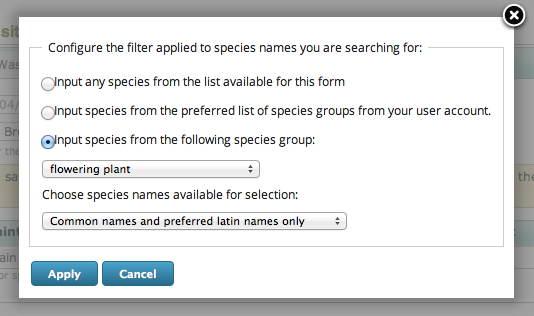 Configure the filter applied to species names you are searching for:
Input any species from the list available for this form
Input species from the preferred list of species groups from your user account.
Input species from the following species group:
flowering plant
Choose species names available for selection:
Common names and preferred latin names only
Apply Cancel